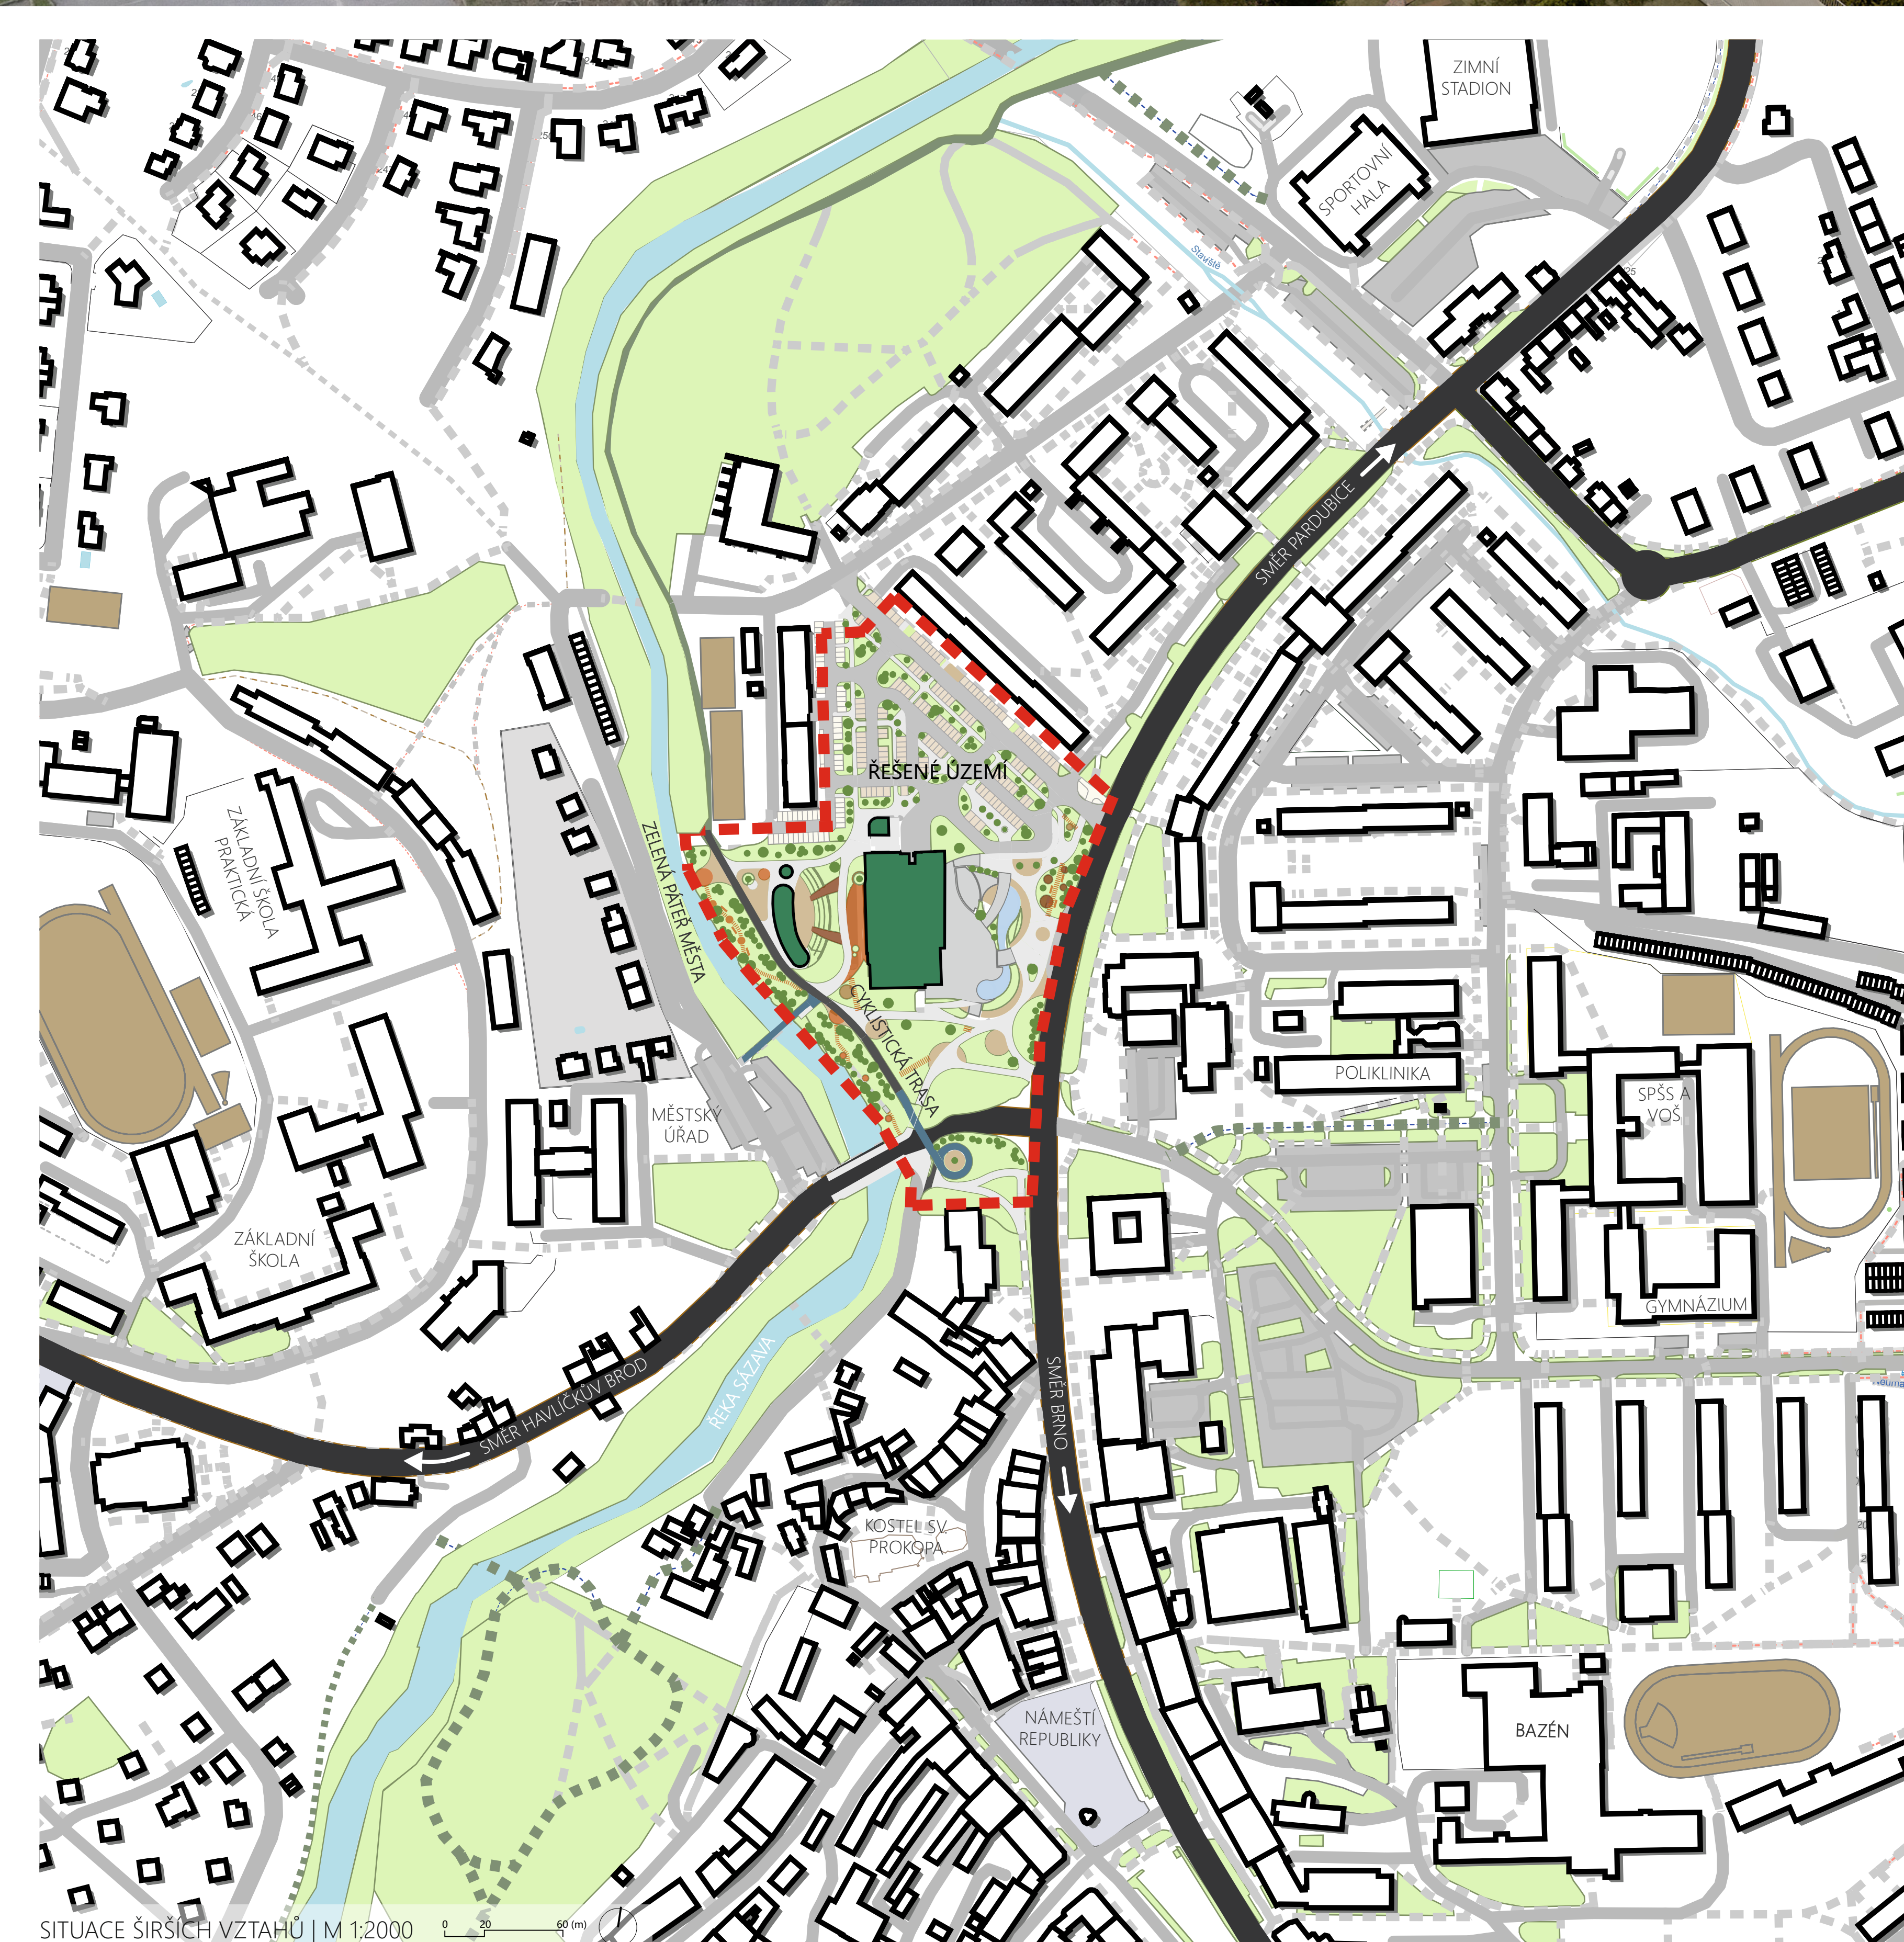 ZIMNÍ
STADION
SPORTOVNÍ
HALA
Staviště
SMĚR PARDUBICE
ŘEŠENÉ ÚZEMÍ
ZELENÁ PÁTEŘ MĚSTA
ZÁKLADNÍ ŠKOLA
PRAKTICKÁ
CYKLISTICKÁ TRASA
POLIKLINIKA
SPŠS A
VOŠ
MĚSTSKÝ
ÚŘAD
ZÁKLADNÍ
ŠKOLA
GYMNÁZIUM
SMĚR HAVLÍČKŮV BROD
ŘEKA SÁZAVA
SMĚR BRNO
KOSTEL SV.
PROKOPA
NÁMEŠTÍ
REPUBLIKY
BAZÉN
SITUACE ŠIRŠÍCH VZTAHŮ | M 1:2000
0 20 60 (m)